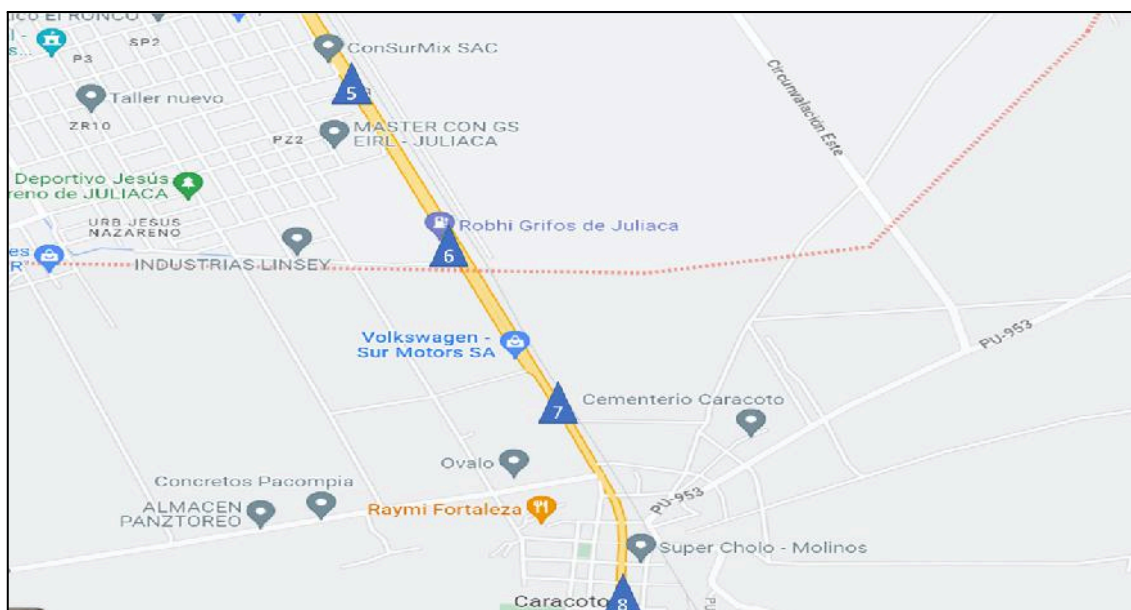 ConSurMix SAC
SP2
P3
5
Taller nuevo
ZR10
PZ2
MASTER CON GS
EIRL - JULIACA
Circunvalación Este
Deportivo Jesús
reno de JULIACA
URB JESUS
NAZARENO
Robhi Grifos de Juliaca
6
INDUSTRIAS LINSEY
Volkswagen -
Sur Motors SA
PU-953
7
Cementerio Caracoto
Ovalo
Concretos Pacompia
PU-953
ALMACEN
PANZTOREO
Raymi Fortaleza
Super Cholo - Molinos
Caracoto
8